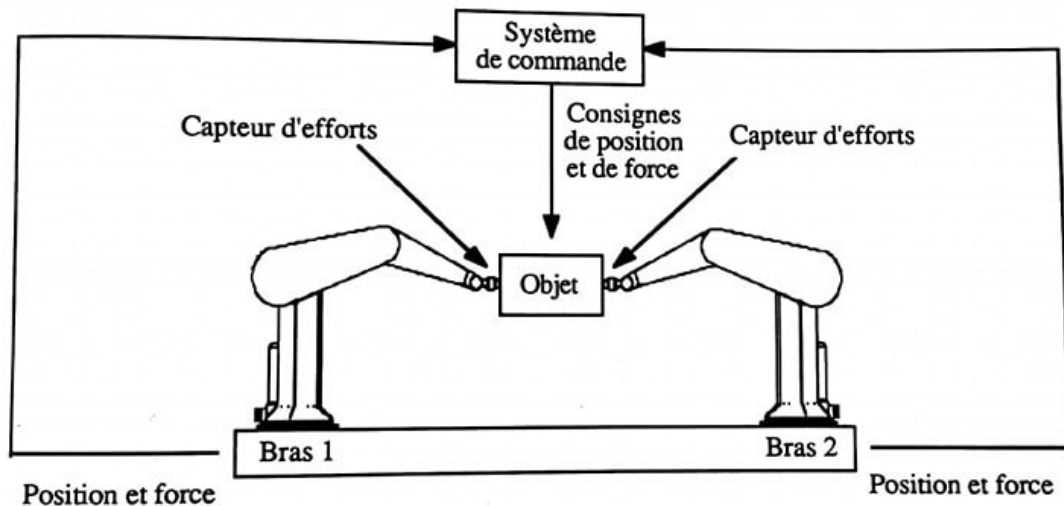 Système
de commande
Consignes
de position
et de force
Capteur d'efforts
Capteur d'efforts
Objet
Bras 1
Bras 2
Position et force
Position et force